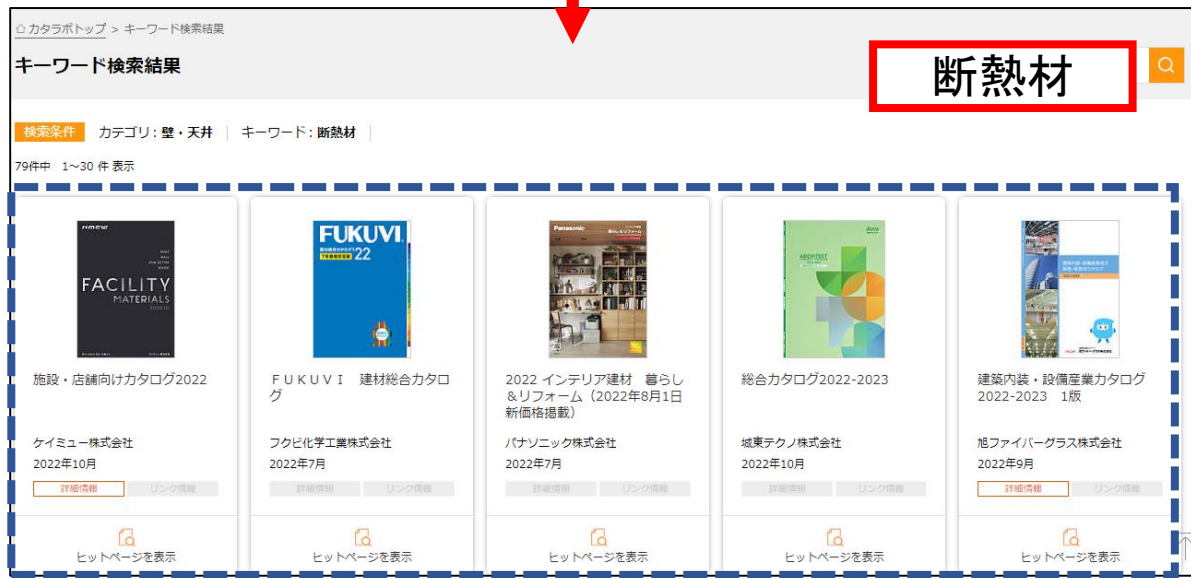 カタラボトップ > キーワード検索結果
キーワード検索結果
断熱材
検索条件 カテゴリ: 壁・天井 キーワード: 断熱材
79件中 1～30 件 表示
FACILITY
MATERIALS
FUKUVI
22
Panasonic
ARCHITECT
施設・店舗向けカタログ2022
ＦＵＫＵＶＩ　建材総合カタロ
グ
2022 インテリア建材　暮らし
&リフォーム（2022年8月1日
新価格掲載）
総合カタログ2022-2023
建築内装・設備産業カタログ
2022-2023　1版
ケイミュー株式会社
フクビ化学工業株式会社
パナソニック株式会社
城東テクノ株式会社
旭ファイバーグラス株式会社
2022年10月
2022年7月
2022年7月
2022年10月
2022年9月
詳細情報 リンク情報
詳細情報 リンク情報
詳細情報 リンク情報
詳細情報 リンク情報
詳細情報 リンク情報
ヒットページを表示
ヒットページを表示
ヒットページを表示
ヒットページを表示
ヒットページを表示